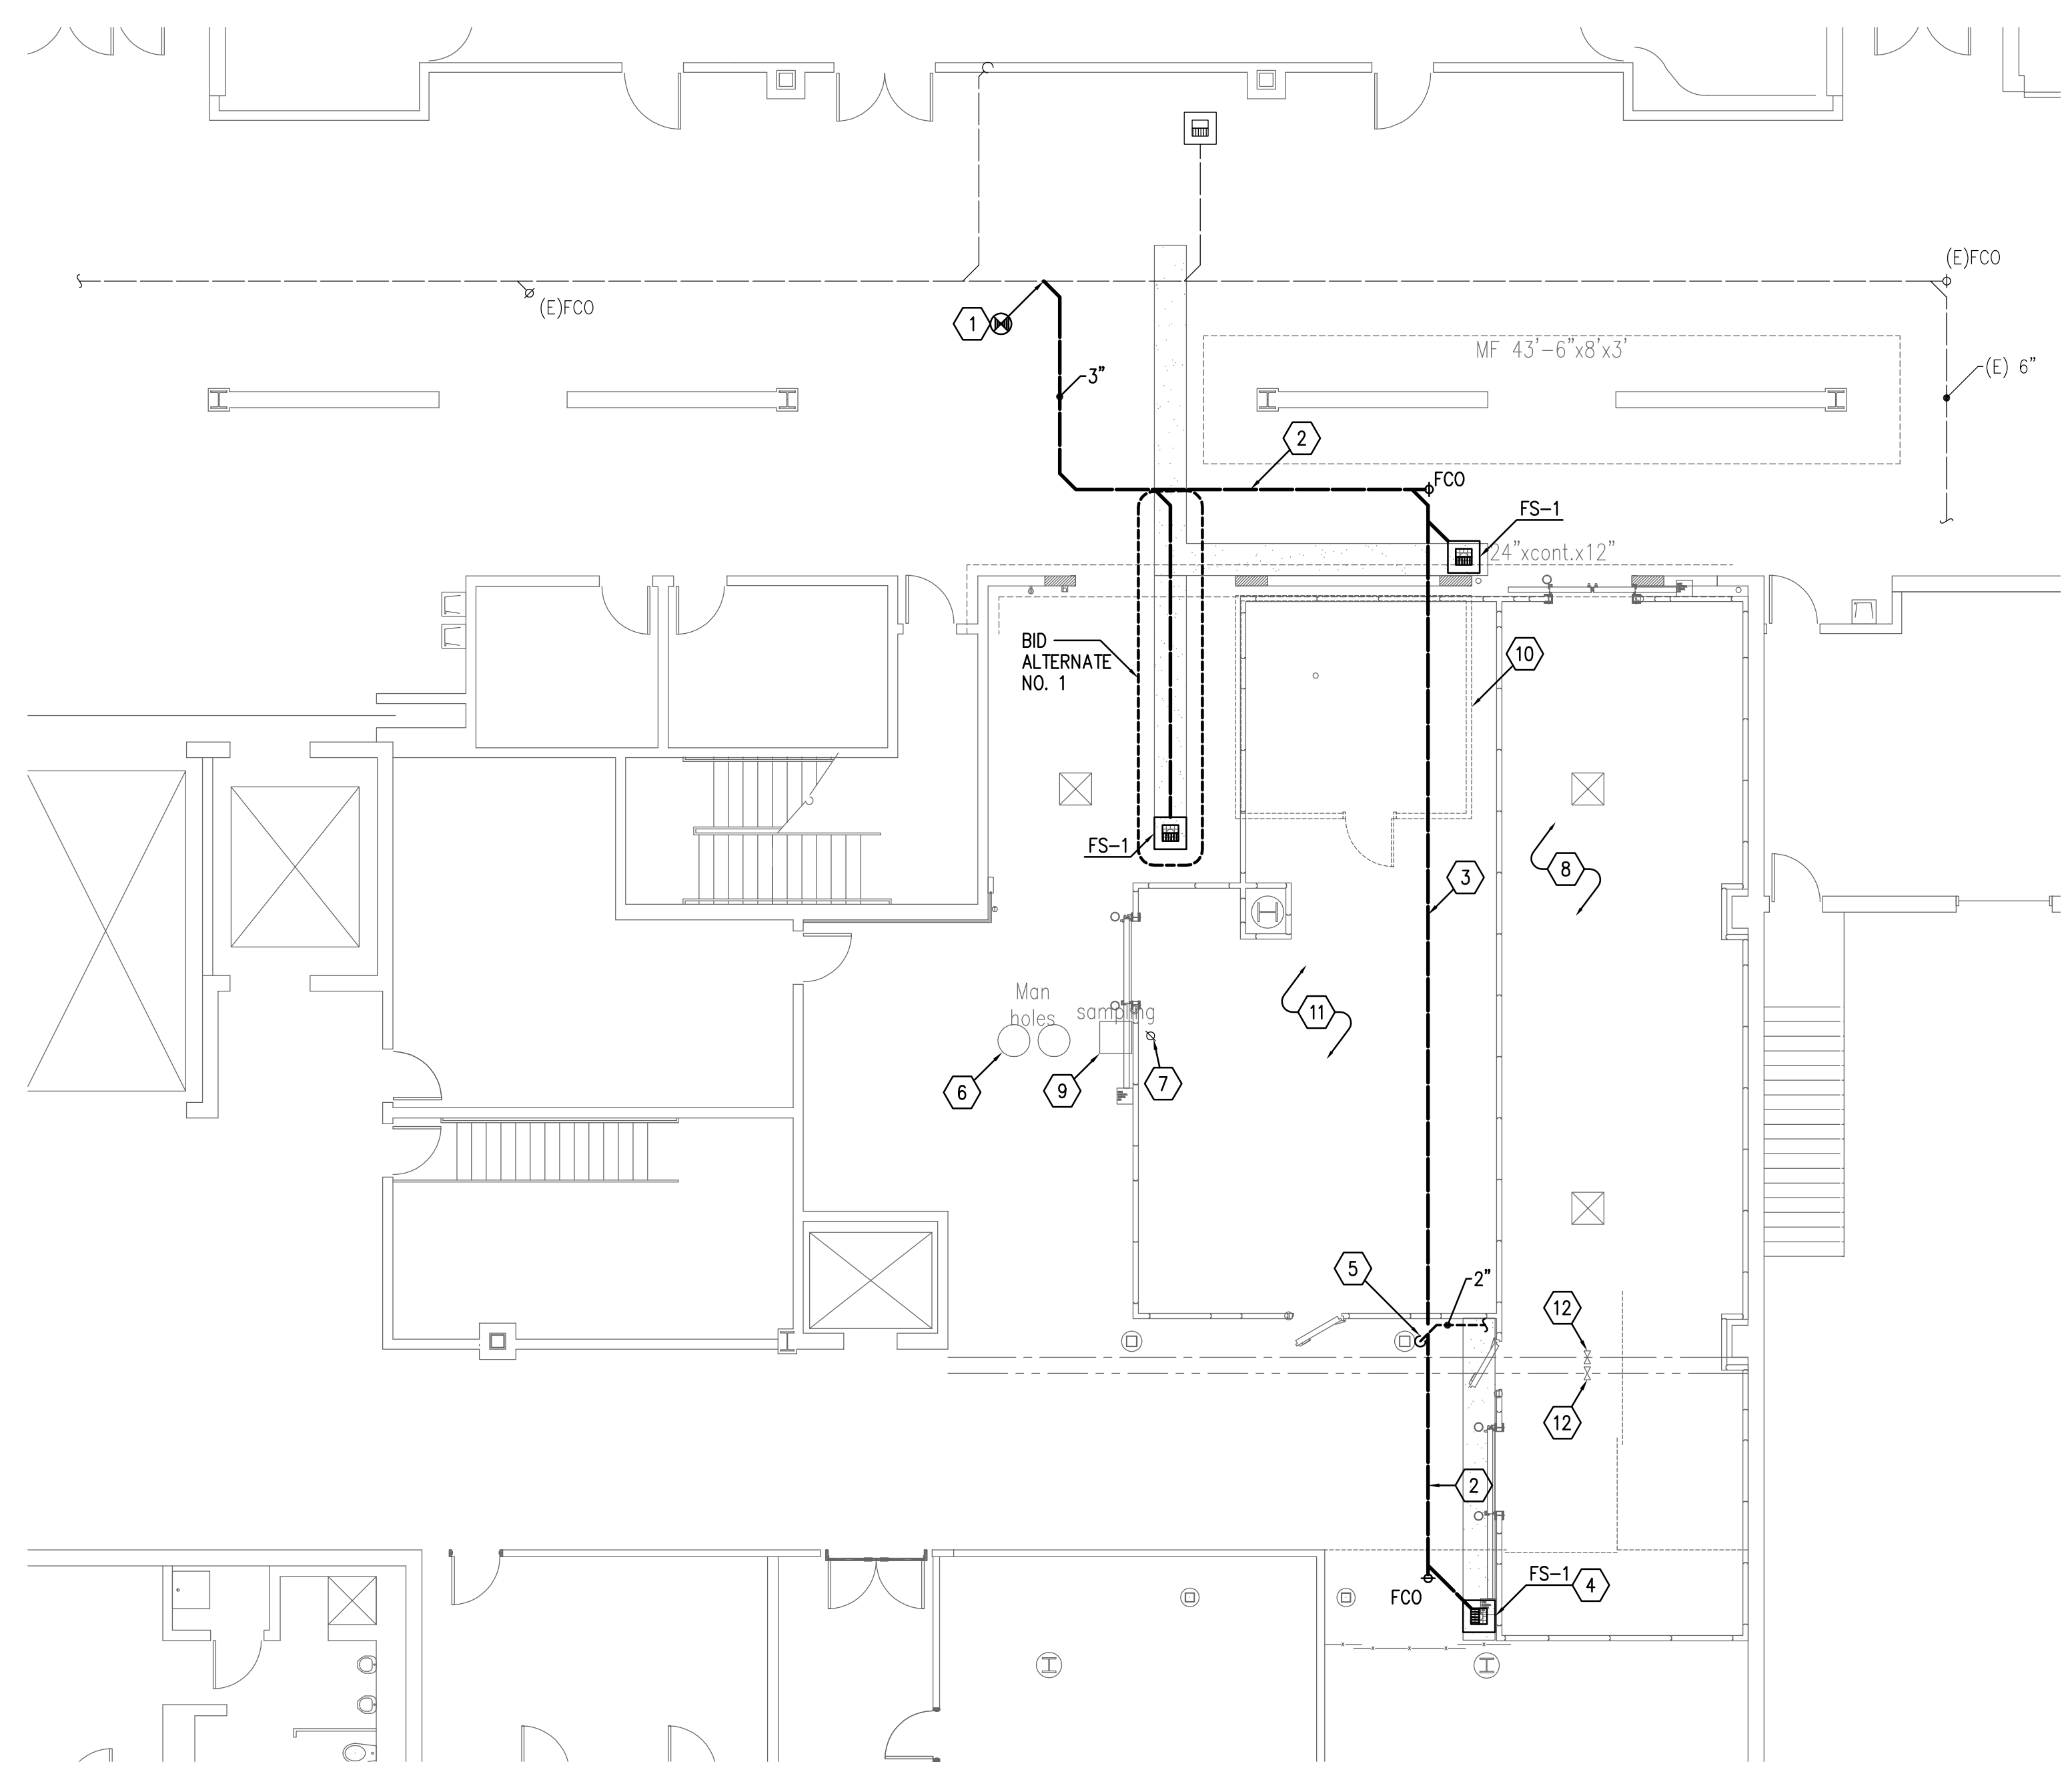 (E)FCO
(E)FCO
1
MF 43'-6"x8'x3'
3"
(E) 6"
2
FCO
FS-1
24"xcont.x12"
BID
ALTERNATE
NO. 1
10
FS-1
3
8
Man
holes
sampling
11
6
9
7
5
2"
12
12
2
FS-1
4
FCO